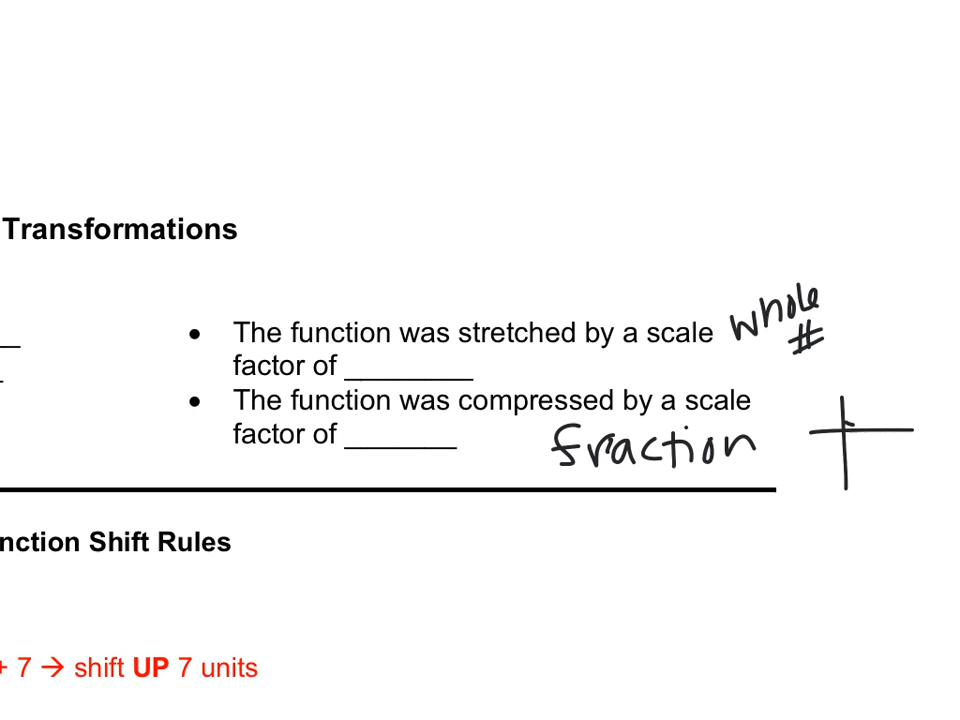 Transformations
• The function was stretched by a scale
factor of ________
whole
#
• The function was compressed by a scale
factor of _______
fraction
nction Shift Rules
+ 7 → shift UP 7 units